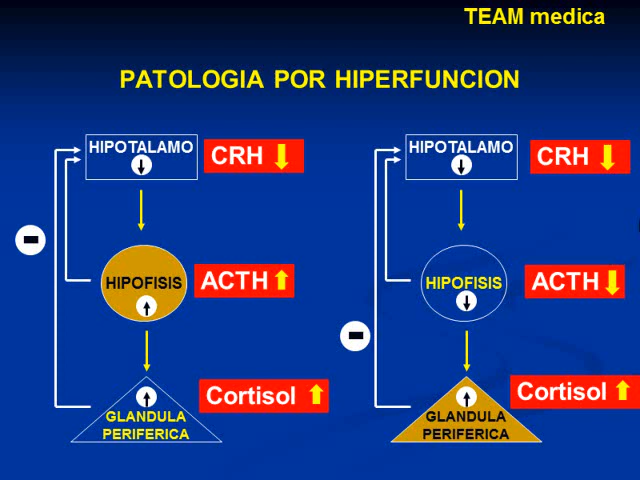 TEAM medica
PATOLOGIA POR HIPERFUNCION
HIPOTALAMO
CRH
HIPOFISIS
ACTH
Cortisol
GLANDULA
PERIFERICA
HIPOTALAMO
CRH
HIPOFISIS
ACTH
Cortisol
GLANDULA
PERIFERICA